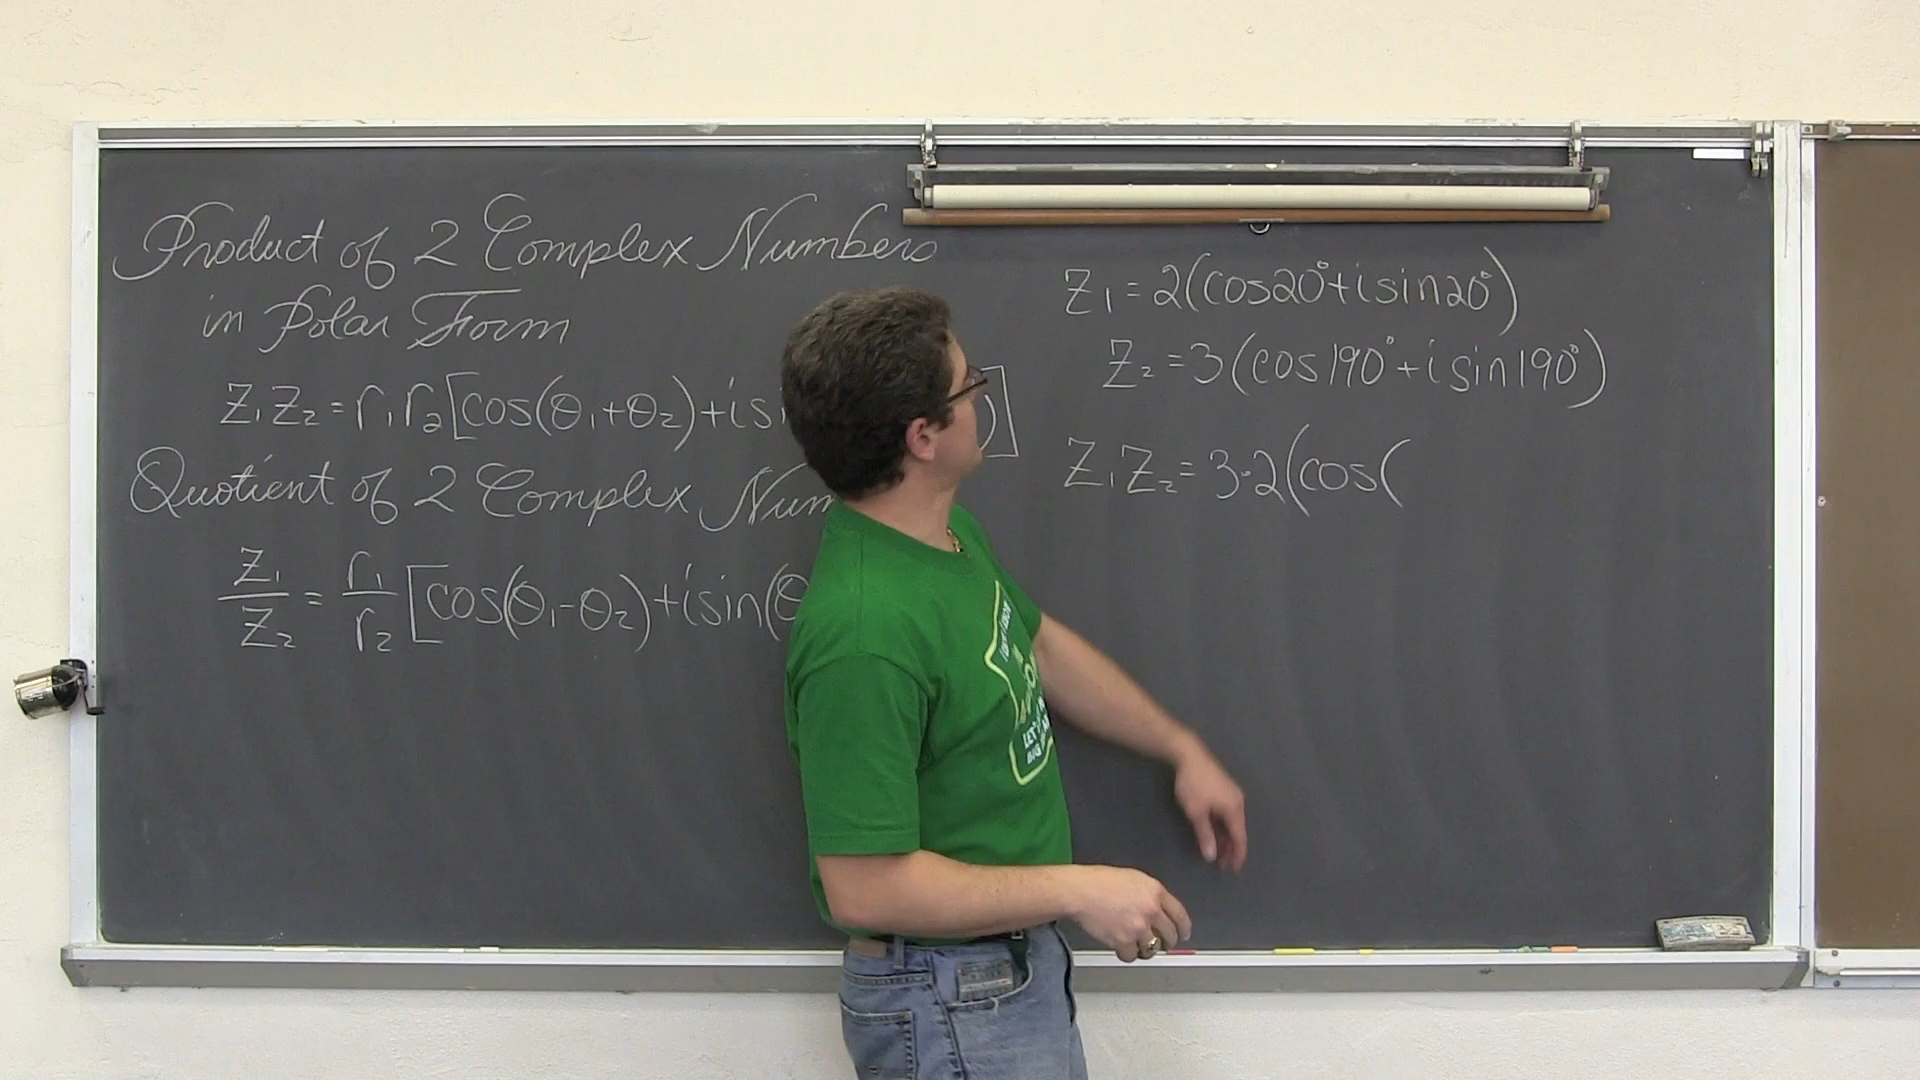 Product of 2 Complex Numbers
in Polar Form
Z₁Z₂=r₁r₂[cos(θ₁+θ₂)+isi )]
Quotient of 2 Complex Num
Z₁/Z₂ = r₁/r₂ [cos(θ₁-θ₂)+isin(θ
Z₁=2(cos20°+isin20°)
Z₂=3(cos190°+isin190°)
Z₁Z₂=3·2(cos(
LET'